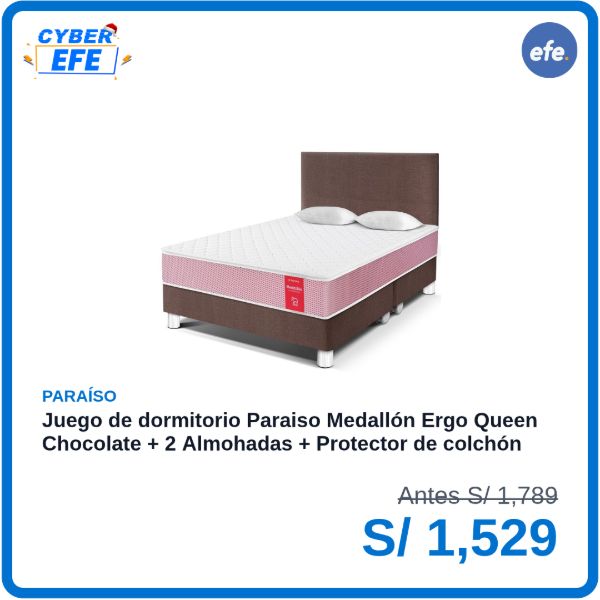 CYBER
EFE
efe.
PARAÍSO
Juego de dormitorio Paraiso Medallón Ergo Queen
Chocolate + 2 Almohadas + Protector de colchón
Antes S/ 1,789
S/ 1,529